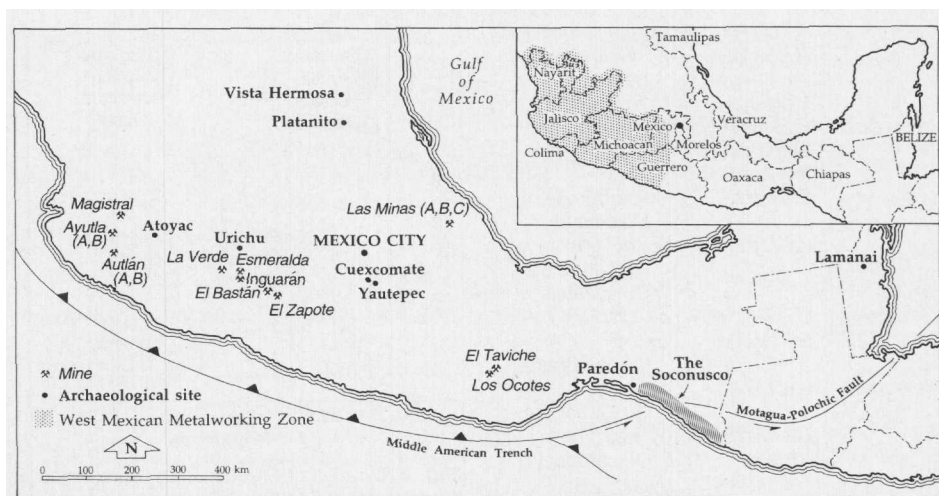 Gulf
of
Mexico
Tamaulipas
Nayarit
Jalisco
Mexico
Veracruz
BELIZE
Colima
Michoacan
Morelos
Guerrero
Oaxaca
Chiapas
Vista Hermosa
Platanito
Magistral
Ayutla
(A,B)
Autlán
(A,B)
Atoyac
Urichu
La Verde
Esmeralda
Inguarán
El Bastán
El Zapote
Las Minas (A,B,C)
MEXICO CITY
Cuexcomate
Yautepec
Lamanai
El Taviche
Los Ocotes
Paredón
The
Soconusco
Motagua-Polochic Fault
Middle American Trench
Mine
Archaeological site
West Mexican Metalworking Zone
N
0 100 200 400 km